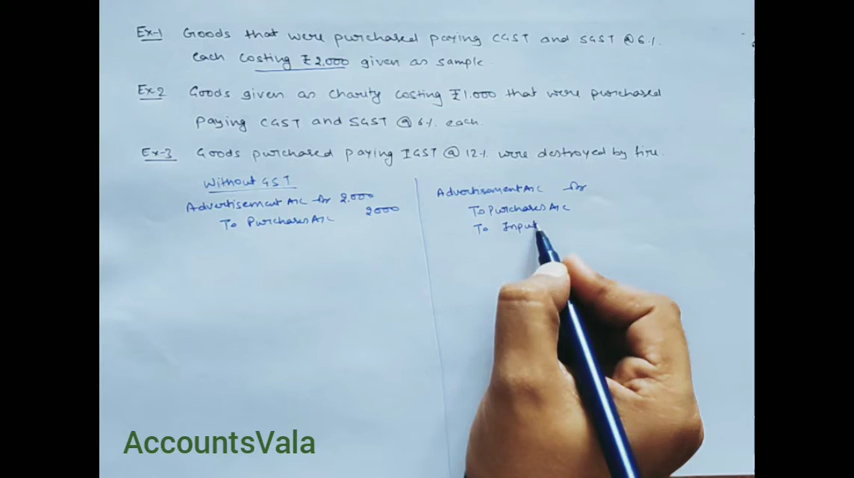 Ex-1 Goods that were purchased paying CGST and SGST @ 6%
each costing ₹2,000 given as sample.
Ex-2 Goods given as charity costing ₹1,000 that were purchased
paying CGST and SGST @ 6% each.
Ex-3 Goods purchased paying IGST @ 12% were destroyed by fire.
Without GST
Advertisement A/C Dr 2,000
To Purchases A/C 2000
Advertisement A/C Dr
To Purchases A/C
To Input
AccountsVala